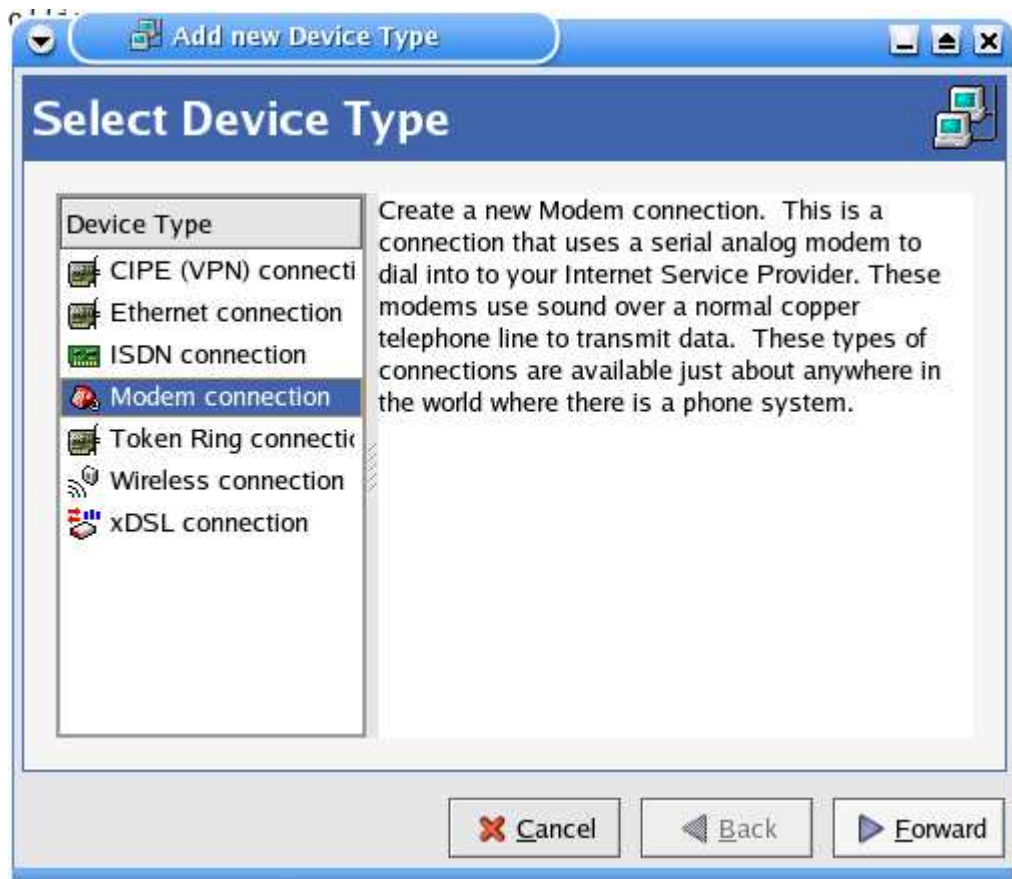 Add new Device Type
Select Device Type
Device Type
CIPE (VPN) connecti
Ethernet connection
ISDN connection
Modem connection
Token Ring connectic
Wireless connection
xDSL connection
Create a new Modem connection.  This is a
connection that uses a serial analog modem to
dial into to your Internet Service Provider. These
modems use sound over a normal copper
telephone line to transmit data.  These types of
connections are available just about anywhere in
the world where there is a phone system.
Cancel
Back
Forward